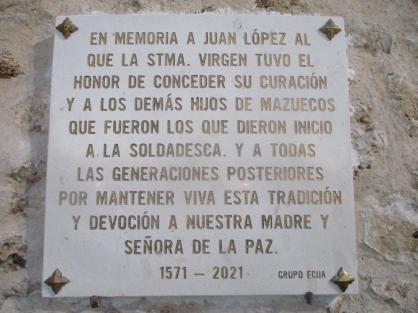 EN MEMORIA A JUAN LÓPEZ AL
QUE LA STMA. VIRGEN TUVO EL
HONOR DE CONCEDER SU CURACIÓN
Y A LOS DEMÁS HIJOS DE MAZUECOS
QUE FUERON LOS QUE DIERON INICIO
A LA SOLDADESCA. Y A TODAS
LAS GENERACIONES POSTERIORES
POR MANTENER VIVA ESTA TRADICIÓN
Y DEVOCIÓN A NUESTRA MADRE Y
SEÑORA DE LA PAZ.
1571 – 2021
GRUPO ECUA